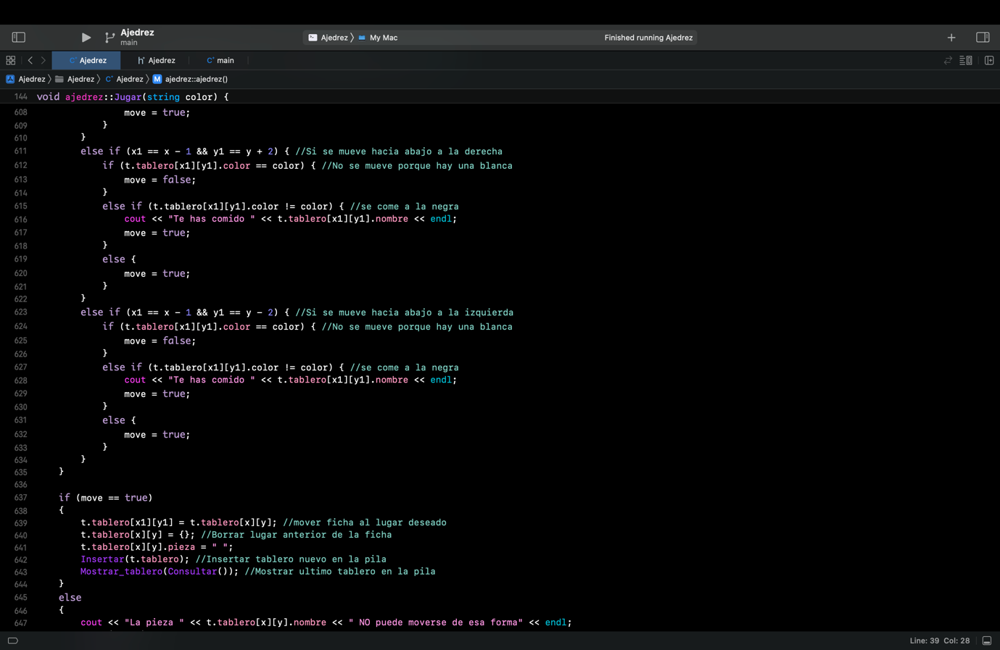 Ajedrez
main
Ajedrez 〉 My Mac
Finished running Ajedrez
Ajedrez
Ajedrez
main
Ajedrez 〉 Ajedrez 〉 Ajedrez 〉 M ajedrez::ajedrez()
144 void ajedrez::Jugar(string color) {
608 move = true;
609 }
610 }
611 else if (x1 == x - 1 && y1 == y + 2) { //Si se mueve hacia abajo a la derecha
612 if (t.tablero[x1][y1].color == color) { //No se mueve porque hay una blanca
613 move = false;
614 }
615 else if (t.tablero[x1][y1].color != color) { //se come a la negra
616 cout << "Te has comido " << t.tablero[x1][y1].nombre << endl;
617 move = true;
618 }
619 else {
620 move = true;
621 }
622 }
623 else if (x1 == x - 1 && y1 == y - 2) { //Si se mueve hacia abajo a la izquierda
624 if (t.tablero[x1][y1].color == color) { //No se mueve porque hay una blanca
625 move = false;
626 }
627 else if (t.tablero[x1][y1].color != color) { //se come a la negra
628 cout << "Te has comido " << t.tablero[x1][y1].nombre << endl;
629 move = true;
630 }
631 else {
632 move = true;
633 }
634 }
635 }
636
637 if (move == true)
638 {
639 t.tablero[x1][y1] = t.tablero[x][y]; //mover ficha al lugar deseado
640 t.tablero[x][y] = {}; //Borrar lugar anterior de la ficha
641 t.tablero[x][y].pieza = " ";
642 Insertar(t.tablero); //Insertar tablero nuevo en la pila
643 Mostrar_tablero(Consultar()); //Mostrar ultimo tablero en la pila
644 }
645 else
646 {
647 cout << "La pieza " << t.tablero[x][y].nombre << " NO puede moverse de esa forma" << endl;
Line: 39 Col: 28